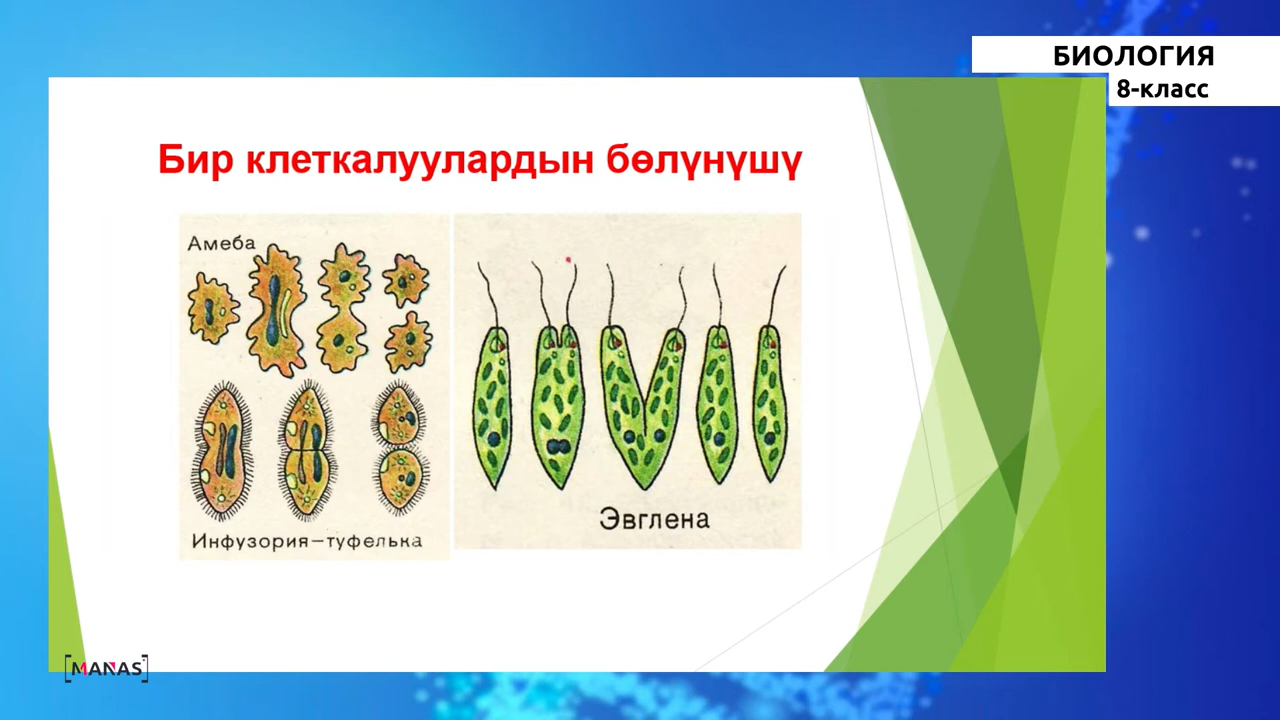 БИОЛОГИЯ
8-класс
Бир клеткалуулардын бөлүнүшү
Амеба
Инфузория—туфелька
Эвглена
[MANAS]